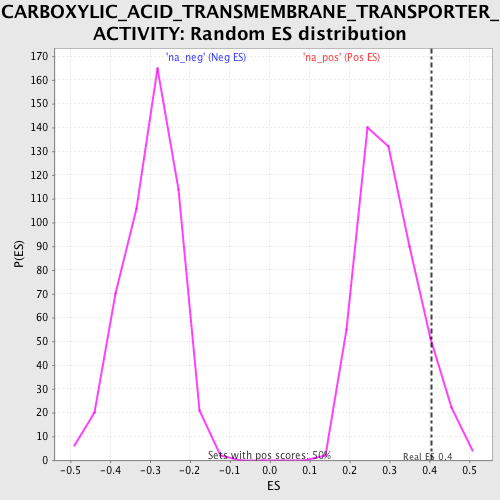 CARBOXYLIC_ACID_TRANSMEMBRANE_TRANSPORTER_
ACTIVITY: Random ES distribution
'na_neg' (Neg ES)
'na_pos' (Pos ES)
170
160
150
140
130
120
110
100
90
80
70
60
50
40
30
20
10
0
P(ES)
Sets with pos scores: 50%
Real ES 0.4
-0.5 -0.4 -0.3 -0.2 -0.1 0.0 0.1 0.2 0.3 0.4 0.5
ES